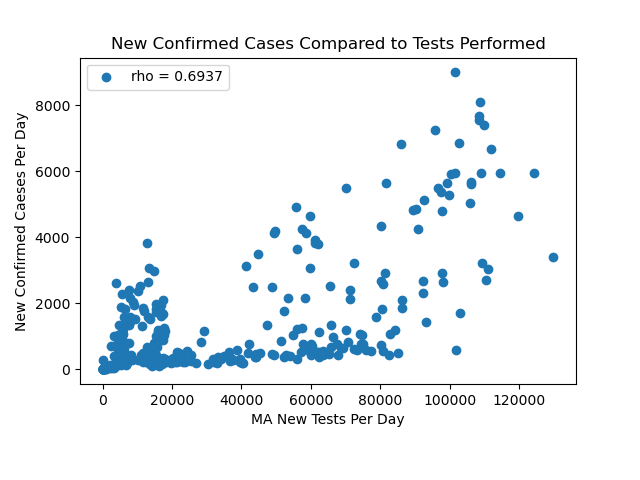 New Confirmed Cases Compared to Tests Performed
rho = 0.6937
New Confirmed Caeses Per Day
8000
6000
4000
2000
0
0 20000 40000 60000 80000 100000 120000
MA New Tests Per Day